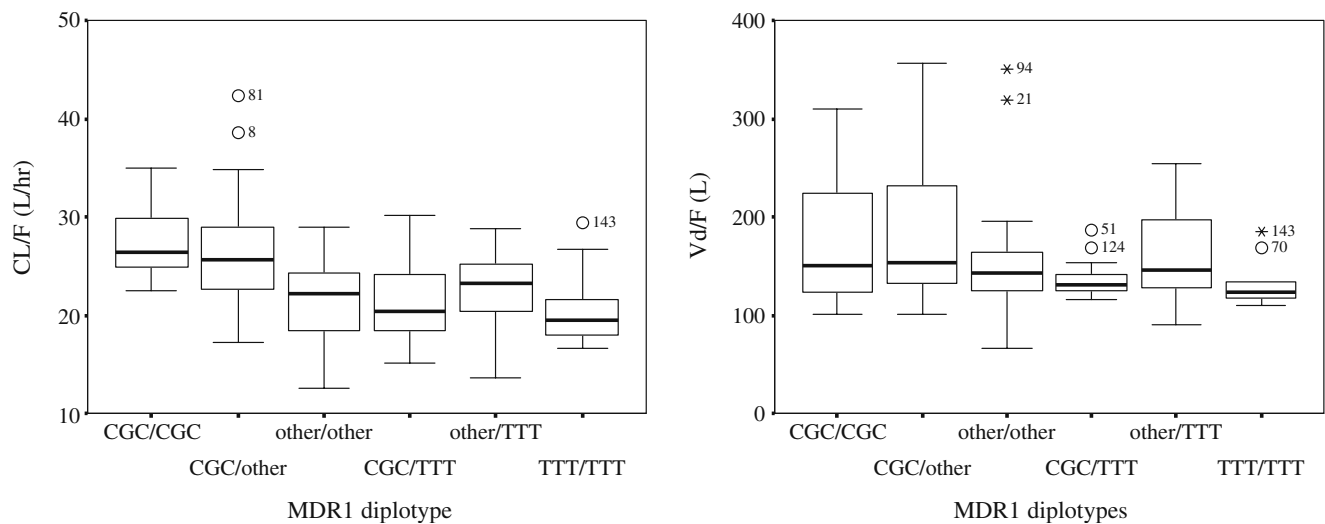 50
40
30
20
10
CL/F (L/hr)
81
8
143
CGC/CGC
other/other
other/TTT
CGC/other
CGC/TTT
TTT/TTT
MDR1 diplotype
400
300
200
100
0
Vd/F (L)
94
21
51
124
143
70
CGC/CGC
other/other
other/TTT
CGC/other
CGC/TTT
TTT/TTT
MDR1 diplotypes